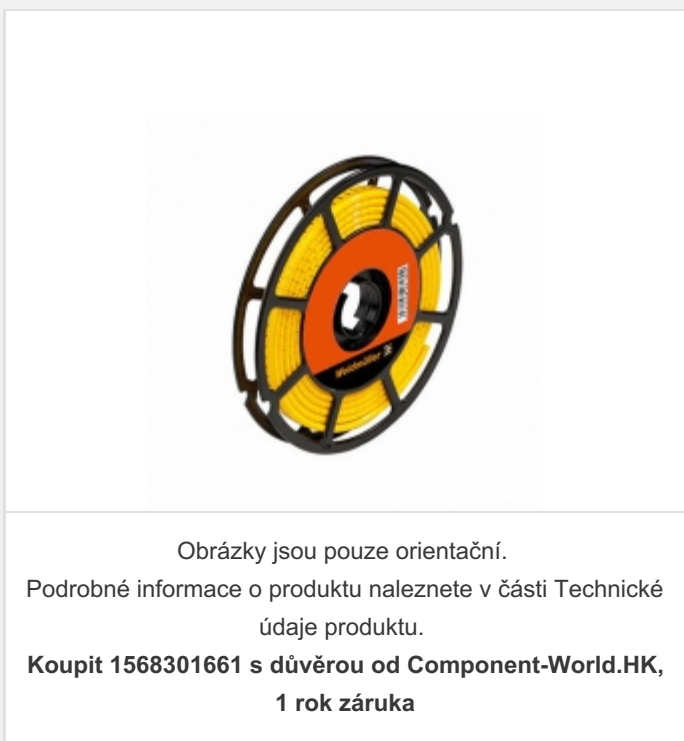 Weidmüller
Obrázky jsou pouze orientační.
Podrobné informace o produktu naleznete v části Technické
údaje produktu.
Koupit 1568301661 s důvěrou od Component-World.HK,
1 rok záruka